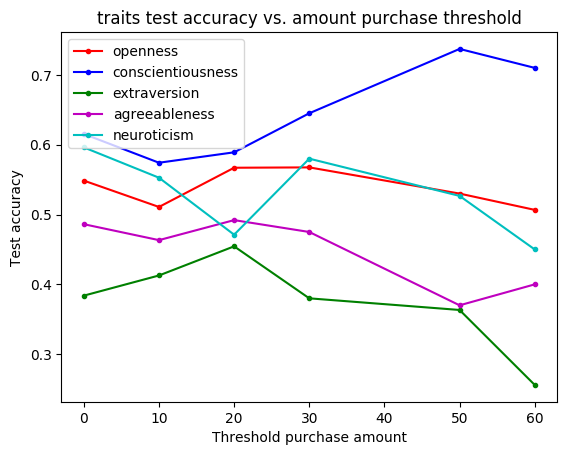 traits test accuracy vs. amount purchase threshold
openness
conscientiousness
extraversion
agreeableness
neuroticism
Test accuracy
0.7
0.6
0.5
0.4
0.3
0 10 20 30 40 50 60
Threshold purchase amount